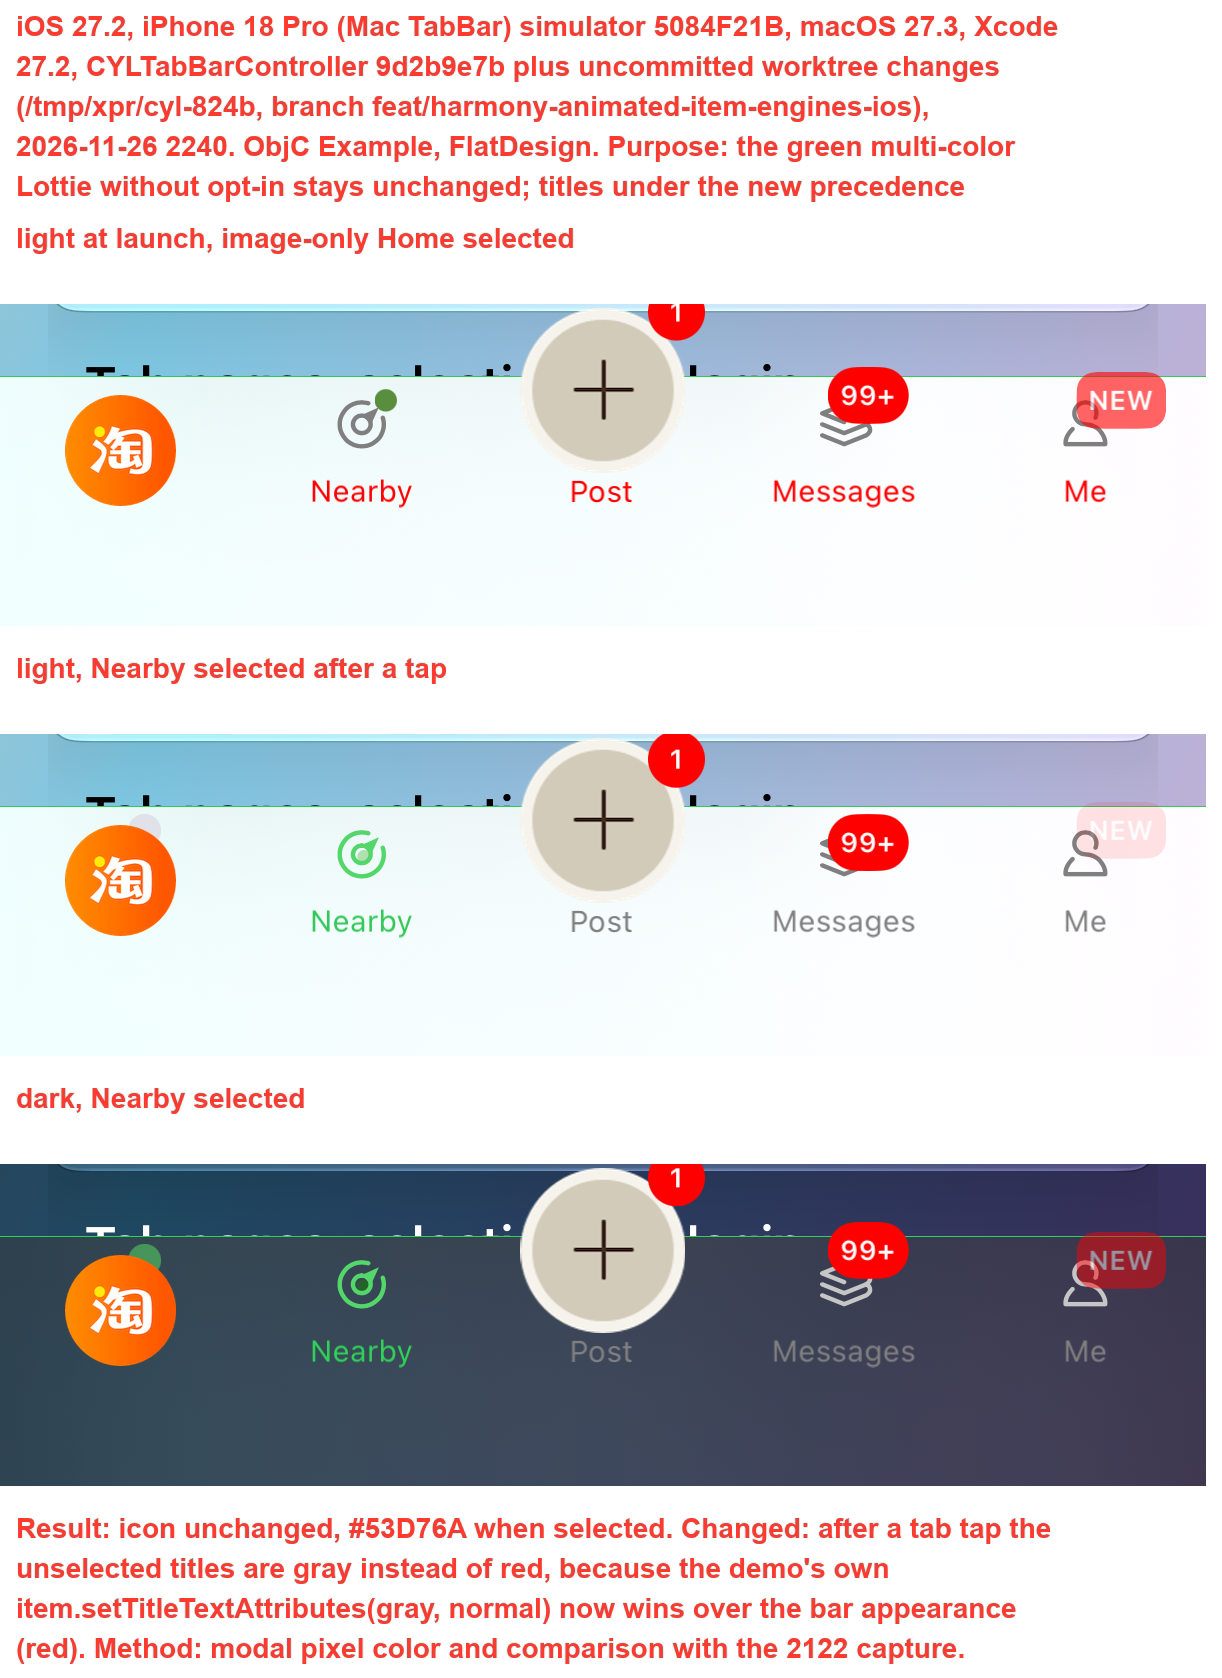 iOS 27.2, iPhone 18 Pro (Mac TabBar) simulator 5084F21B, macOS 27.3, Xcode
27.2, CYLTabBarController 9d2b9e7b plus uncommitted worktree changes
(/tmp/xpr/cyl-824b, branch feat/harmony-animated-item-engines-ios),
2026-11-26 2240. ObjC Example, FlatDesign. Purpose: the green multi-color
Lottie without opt-in stays unchanged; titles under the new precedence
light at launch, image-only Home selected
1
99+
NEW
淘
Nearby
Post
Messages
Me
light, Nearby selected after a tap
1
99+
NEW
淘
Nearby
Post
Messages
Me
dark, Nearby selected
1
99+
NEW
淘
Nearby
Post
Messages
Me
Result: icon unchanged, #53D76A when selected. Changed: after a tab tap the
unselected titles are gray instead of red, because the demo's own
item.setTitleTextAttributes(gray, normal) now wins over the bar appearance
(red). Method: modal pixel color and comparison with the 2122 capture.